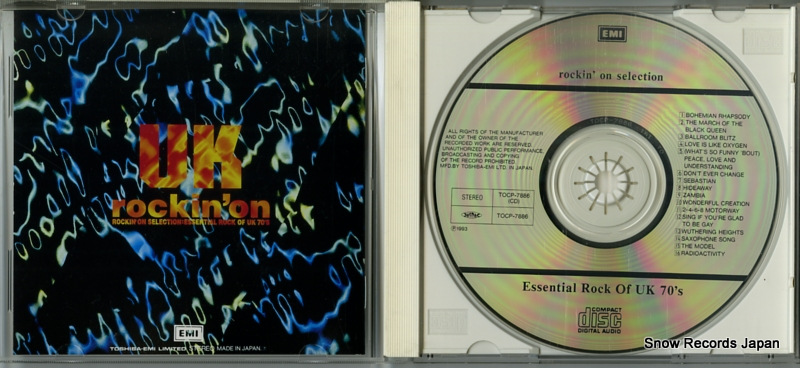 UK
rockin'on
ROCKIN'ON SELECTION:ESSENTIAL ROCK OF UK 70'S
EMI
TOSHIBA-EMI LIMITED. STEREO. MADE IN JAPAN.
EMI
rockin' on selection
ALL RIGHTS OF THE MANUFACTURER
AND OF THE OWNER OF THE
RECORDED WORK ARE RESERVED.
UNAUTHORIZED PUBLIC PERFORMANCE,
BROADCASTING AND COPYING
OF THE RECORD PROHIBITED.
MFD.BY TOSHIBA-EMI LTD. IN JAPAN.
STEREO
TOCP-7886
(CD)
TOCP-7886
Ⓟ1993
1 BOHEMIAN RHAPSODY
2 THE MARCH OF THE
BLACK QUEEN
3 BALLROOM BLITZ
4 LOVE IS LIKE OXYGEN
5 (WHAT'S SO FUNNY 'BOUT)
PEACE, LOVE AND
UNDERSTANDING
6 DON'T EVER CHANGE
7 SEBASTIAN
8 HIDEAWAY
9 ZAMBIA
10 WONDERFUL CREATION
11 2-4-6-8 MOTORWAY
12 SING IF YOU'RE GLAD
TO BE GAY
13 WUTHERING HEIGHTS
14 SAXOPHONE SONG
15 THE MODEL
16 RADIOACTIVITY
Essential Rock Of UK 70's
COMPACT
disc
DIGITAL AUDIO
Snow Records Japan